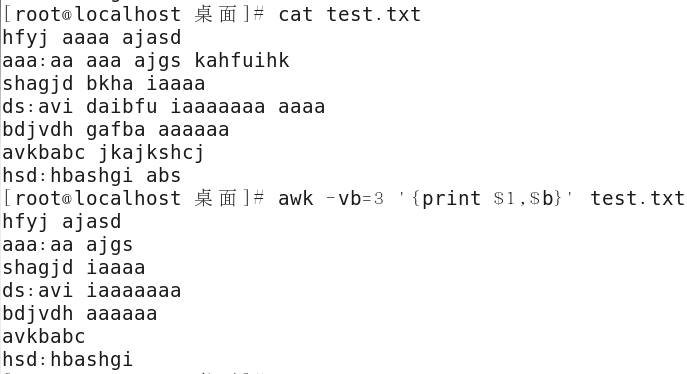 [root@localhost 桌面]# cat test.txt
hfyj aaaa ajasd
aaa:aa aaa ajgs kahfuihk
shagjd bkha iaaaa
ds:avi daibfu iaaaaaaa aaaa
bdjvdh gafba aaaaaa
avkbabc jkajkshcj
hsd:hbashgi abs
[root@localhost 桌面]# awk -vb=3 '{print $1,$b}' test.txt
hfyj ajasd
aaa:aa ajgs
shagjd iaaaa
ds:avi iaaaaaaa
bdjvdh aaaaaa
avkbabc
hsd:hbashgi